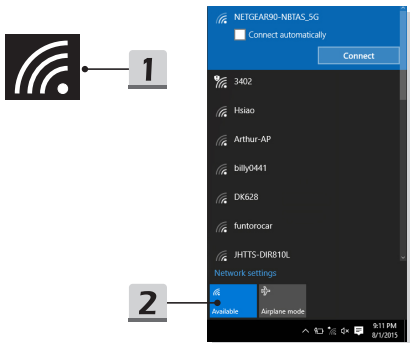 1
NETGEAR90-NBTAS_5G
Connect automatically
Connect
3402
Hsiao
Arthur-AP
billy0441
DK628
funtorocar
JHTTS-DIR810L
Network settings
2
Available
Airplane mode
9:11 PM
8/1/2015